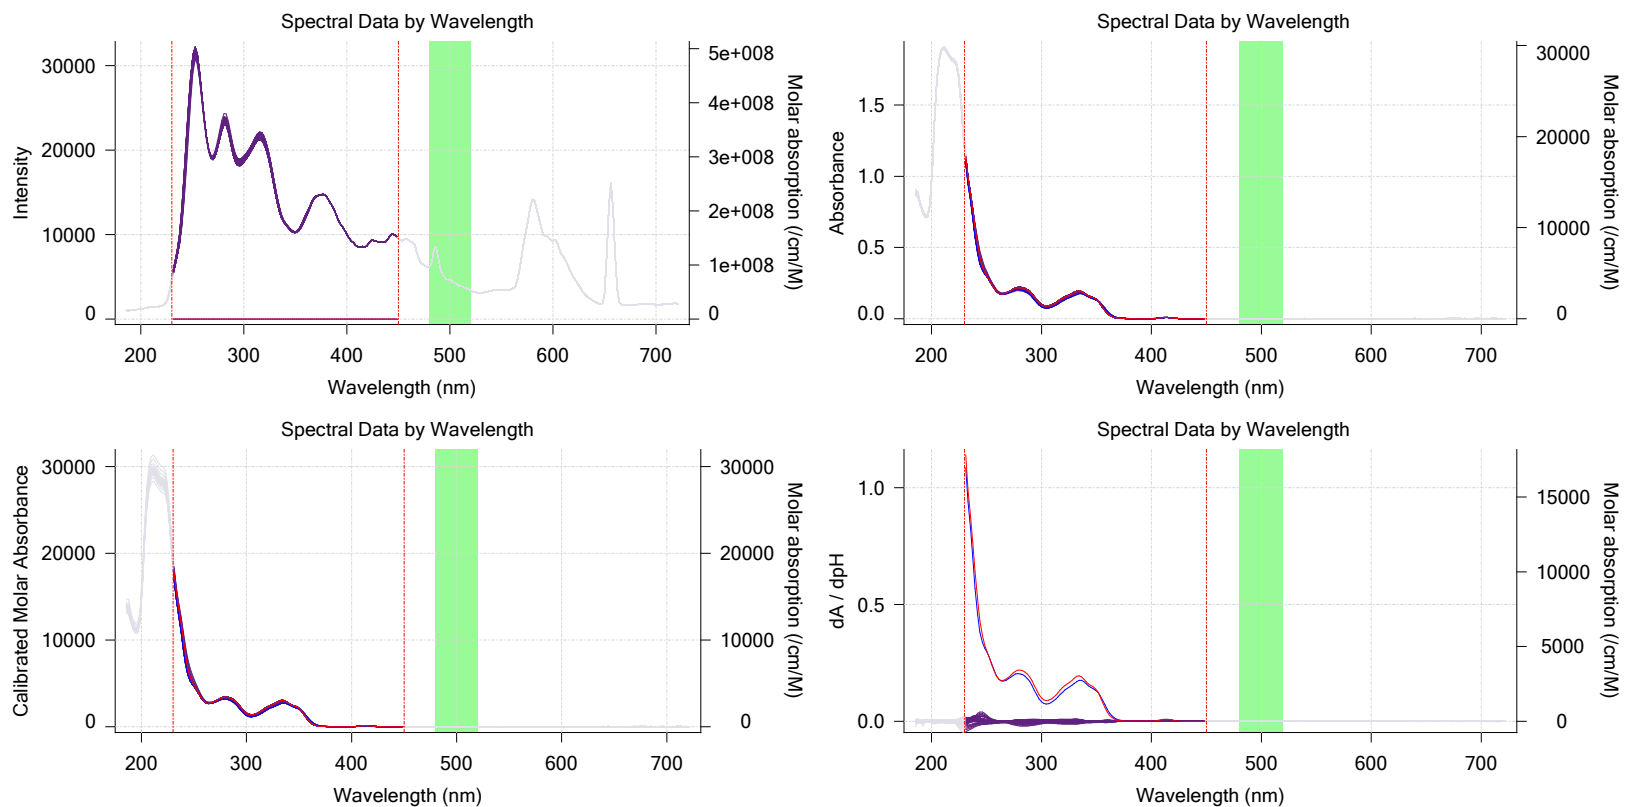 Spectral Data by Wavelength
Intensity
30000
20000
10000
0
5e+008
4e+008
3e+008
2e+008
1e+008
0
Molar absorption (/cm/M)
200 300 400 500 600 700
Wavelength (nm)
Spectral Data by Wavelength
Absorbance
1.5
1.0
0.5
0.0
30000
20000
10000
0
Molar absorption (/cm/M)
200 300 400 500 600 700
Wavelength (nm)
Spectral Data by Wavelength
Calibrated Molar Absorbance
30000
20000
10000
0
30000
20000
10000
0
Molar absorption (/cm/M)
200 300 400 500 600 700
Wavelength (nm)
Spectral Data by Wavelength
dA / dpH
1.0
0.5
0.0
15000
10000
5000
0
Molar absorption (/cm/M)
200 300 400 500 600 700
Wavelength (nm)